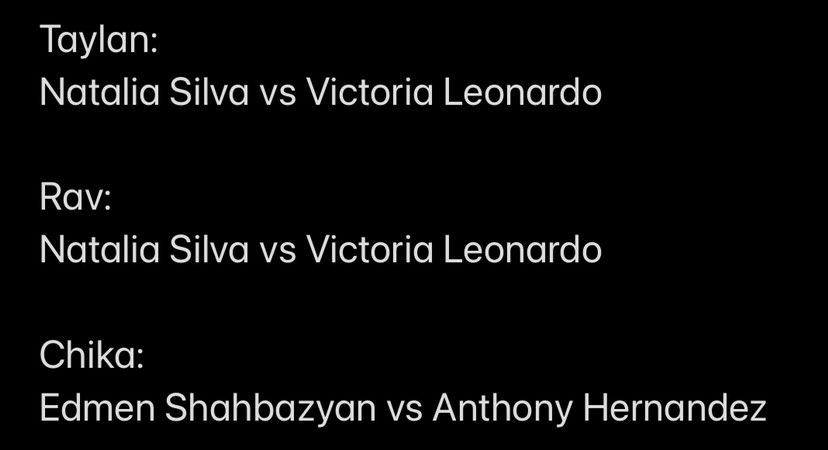 Taylan:
Natalia Silva vs Victoria Leonardo
Rav:
Natalia Silva vs Victoria Leonardo
Chika:
Edmen Shahbazyan vs Anthony Hernandez